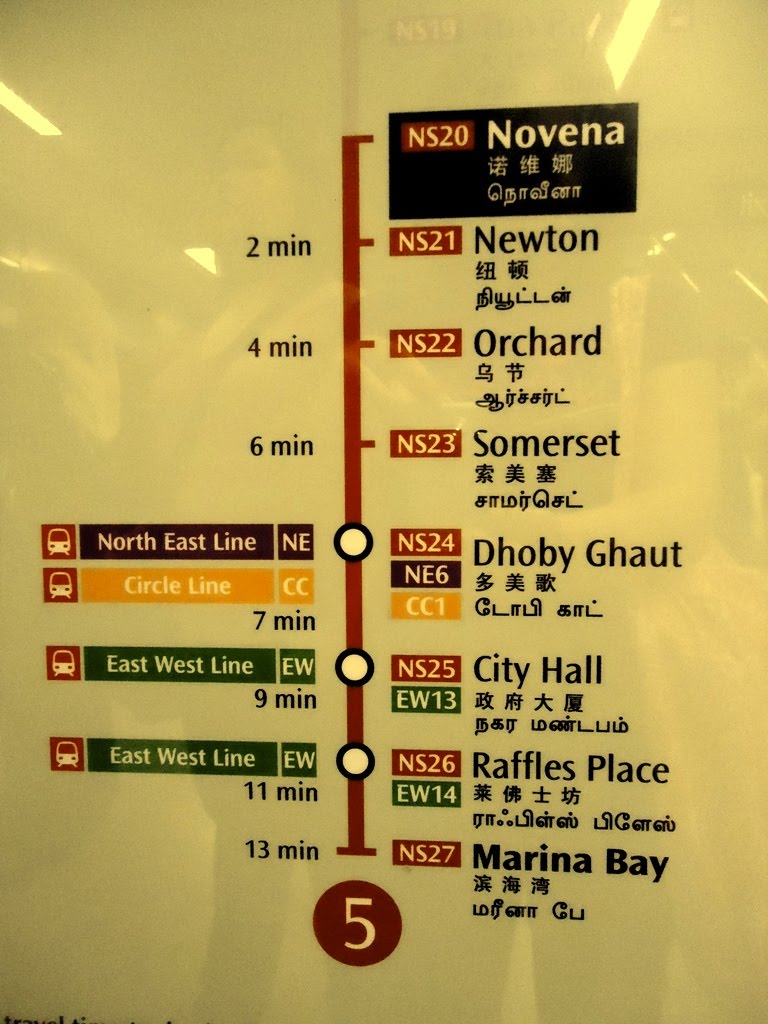 NS19
NS20 Novena
诺维娜
நொவீனா
2 min NS21 Newton
纽顿
நியூட்டன்
4 min NS22 Orchard
乌节
ஆர்ச்சர்ட்
6 min NS23 Somerset
索美塞
சாமர்செட்
North East Line NE NS24 Dhoby Ghaut
Circle Line CC NE6 多美歌
7 min CC1 டோபி காட்
East West Line EW NS25 City Hall
9 min EW13 政府大厦
நகர மண்டபம்
East West Line EW NS26 Raffles Place
11 min EW14 莱佛士坊
ராஃபிள்ஸ் பிளேஸ்
13 min NS27 Marina Bay
滨海湾
மரீனா பே
5
travel